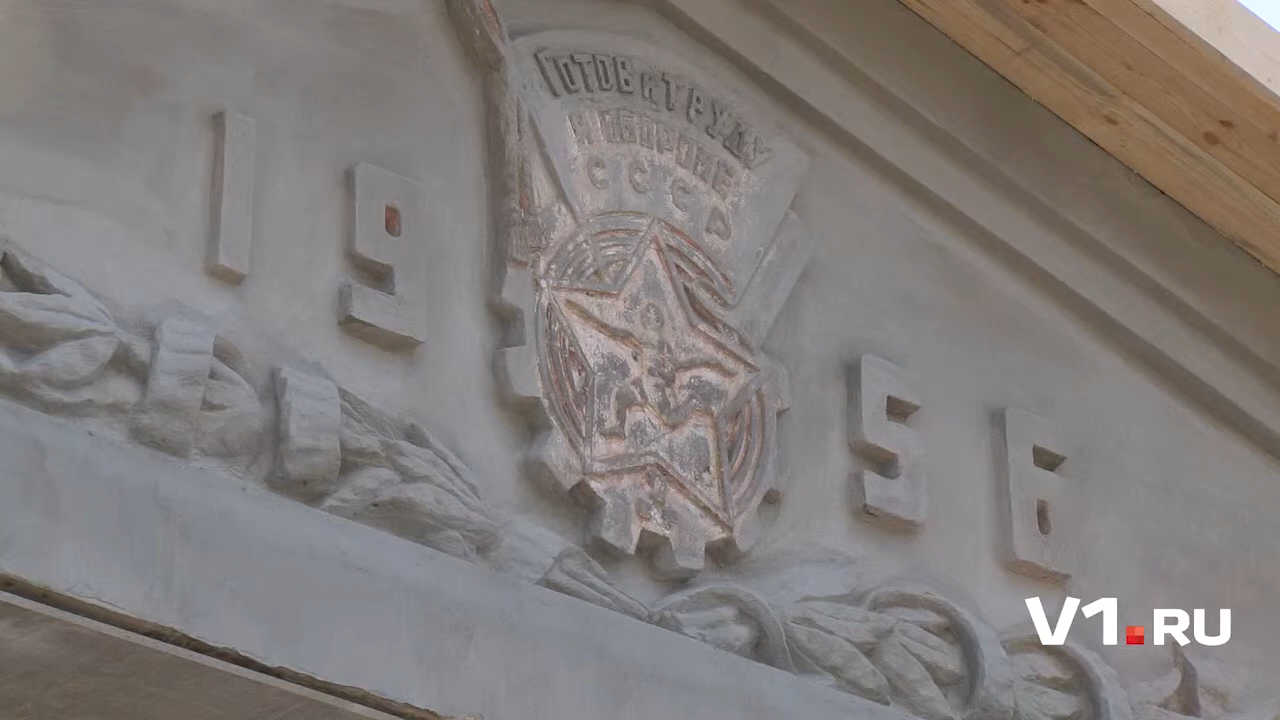 ГОТОВ К ТРУДУ
И ОБОРОНЕ
СССР
19
56
V1.RU